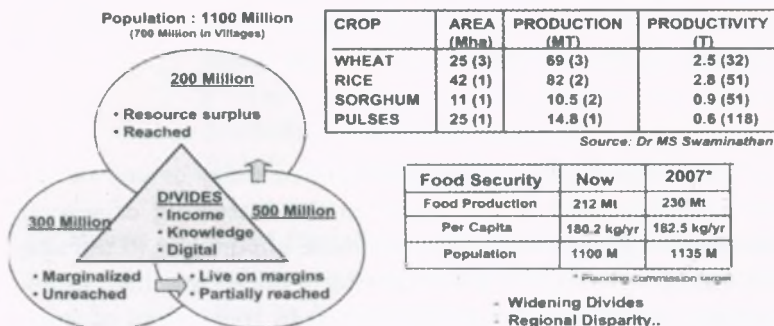 Population : 1100 Million
(700 Million in Villages)
200 Million
• Resource surplus
• Reached
DIVIDES
• Income
• Knowledge
• Digital
300 Million
500 Million
• Marginalized
• Unreached
• Live on margins
• Partially reached
CROP AREA PRODUCTION PRODUCTIVITY
(Mha) (MT) (T)
WHEAT 25 (3) 69 (3) 2.5 (32)
RICE 42 (1) 82 (2) 2.8 (51)
SORGHUM 11 (1) 10.5 (2) 0.9 (51)
PULSES 25 (1) 14.8 (1) 0.6 (118)
Source: Dr MS Swaminathan
Food Security Now 2007*
Food Production 212 Mt 230 Mt
Per Capita 180.2 kg/yr 182.5 kg/yr
Population 1100 M 1135 M
* Planning commission target
- Widening Divides
- Regional Disparity..